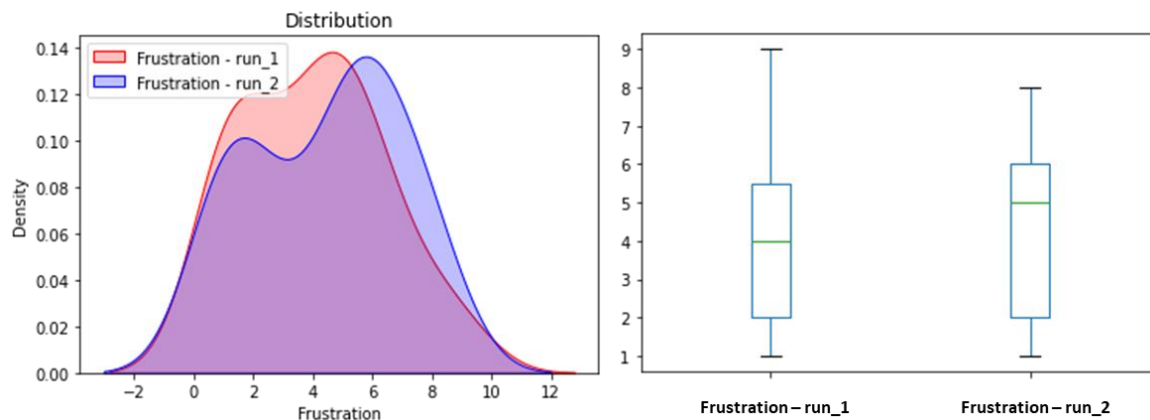 Distribution
0.14
0.12
0.10
0.08
0.06
0.04
0.02
0.00
Density
Frustration - run_1
Frustration - run_2
−2 0 2 4 6 8 10 12
Frustration
9
8
7
6
5
4
3
2
1
Frustration – run_1 Frustration – run_2